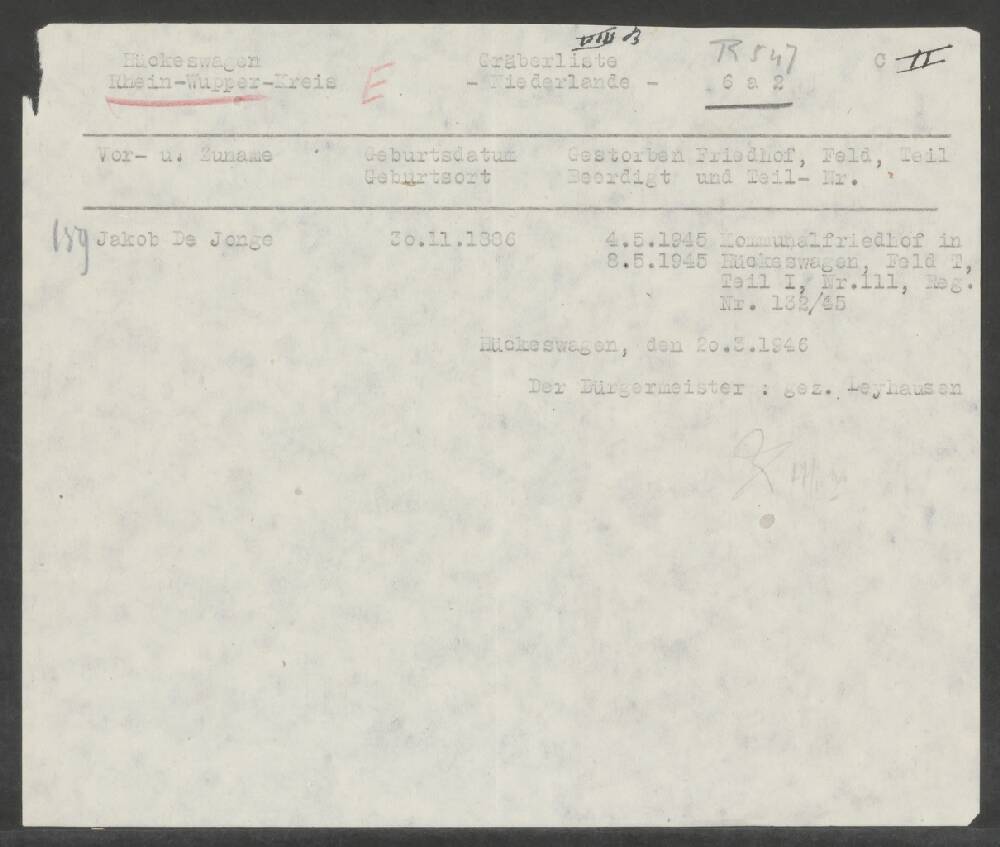 Hückeswagen
Rhein-Wupper-Kreis
E
Gräberliste
- Niederlande -
VIII B
R 547
6 a 2
C II
Vor- u. Zuname Geburtsdatum Gestorben Friedhof, Feld, Teil
Geburtsort Beerdigt und Teil- Nr.
159 Jakob De Jonge 3o.11.1886 4.5.1945 Kommunalfriedhof in
8.5.1945 Hückeswagen, Feld T,
Teil I, Nr.111, Reg.
Nr. 132/45
Hückeswagen, den 2o.3.1946
Der Bürgermeister : gez. Leyhausen